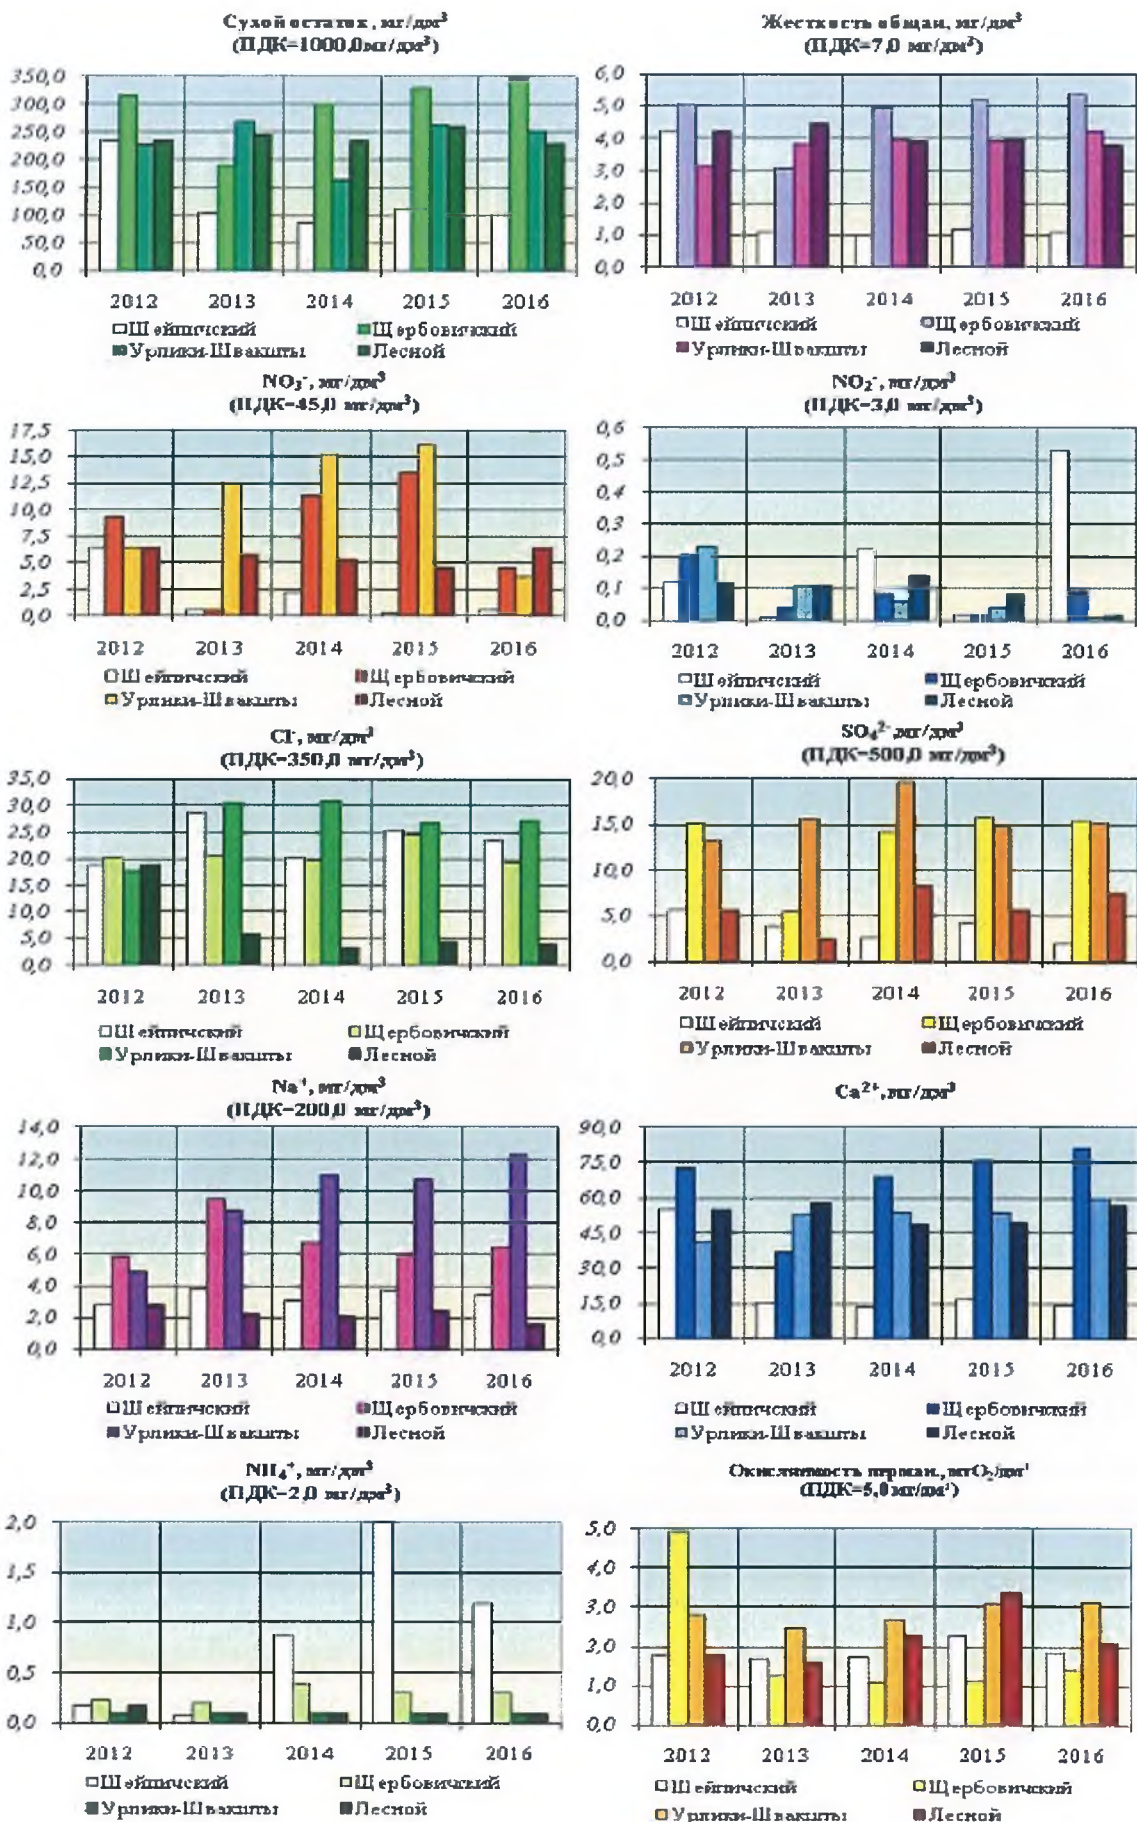 Сухой остаток, мг/дм³
(ПДК=1000,0мг/дм³)
350,0
300,0
250,0
200,0
150,0
100,0
50,0
0,0
2012 2013 2014 2015 2016
Шейпичский Щербовичский
Урлики-Швакшты Лесной
Жесткость общая, мг/дм³
(ПДК=7,0 мг/дм³)
6,0
5,0
4,0
3,0
2,0
1,0
0,0
2012 2013 2014 2015 2016
Шейпичский Щербовичский
Урлики-Швакшты Лесной
NO₃⁻, мг/дм³
(ПДК=45,0 мг/дм³)
17,5
15,0
12,5
10,0
7,5
5,0
2,5
0,0
2012 2013 2014 2015 2016
Шейпичский Щербовичский
Урлики-Швакшты Лесной
NO₂⁻, мг/дм³
(ПДК=3,0 мг/дм³)
0,6
0,5
0,4
0,3
0,2
0,1
0,0
2012 2013 2014 2015 2016
Шейпичский Щербовичский
Урлики-Швакшты Лесной
Cl⁻, мг/дм³
(ПДК=350,0 мг/дм³)
35,0
30,0
25,0
20,0
15,0
10,0
5,0
0,0
2012 2013 2014 2015 2016
Шейпичский Щербовичский
Урлики-Швакшты Лесной
SO₄²⁻, мг/дм³
(ПДК=500,0 мг/дм³)
20,0
15,0
10,0
5,0
0,0
2012 2013 2014 2015 2016
Шейпичский Щербовичский
Урлики-Швакшты Лесной
Na⁺, мг/дм³
(ПДК=200,0 мг/дм³)
14,0
12,0
10,0
8,0
6,0
4,0
2,0
0,0
2012 2013 2014 2015 2016
Шейпичский Щербовичский
Урлики-Швакшты Лесной
Ca²⁺, мг/дм³
90,0
75,0
60,0
45,0
30,0
15,0
0,0
2012 2013 2014 2015 2016
Шейпичский Щербовичский
Урлики-Швакшты Лесной
NH₄⁺, мг/дм³
(ПДК=2,0 мг/дм³)
2,0
1,5
1,0
0,5
0,0
2012 2013 2014 2015 2016
Шейпичский Щербовичский
Урлики-Швакшты Лесной
Окисляемость перман., мгO₂/дм³
(ПДК=5,0 мг/дм³)
5,0
4,0
3,0
2,0
1,0
0,0
2012 2013 2014 2015 2016
Шейпичский Щербовичский
Урлики-Швакшты Лесной